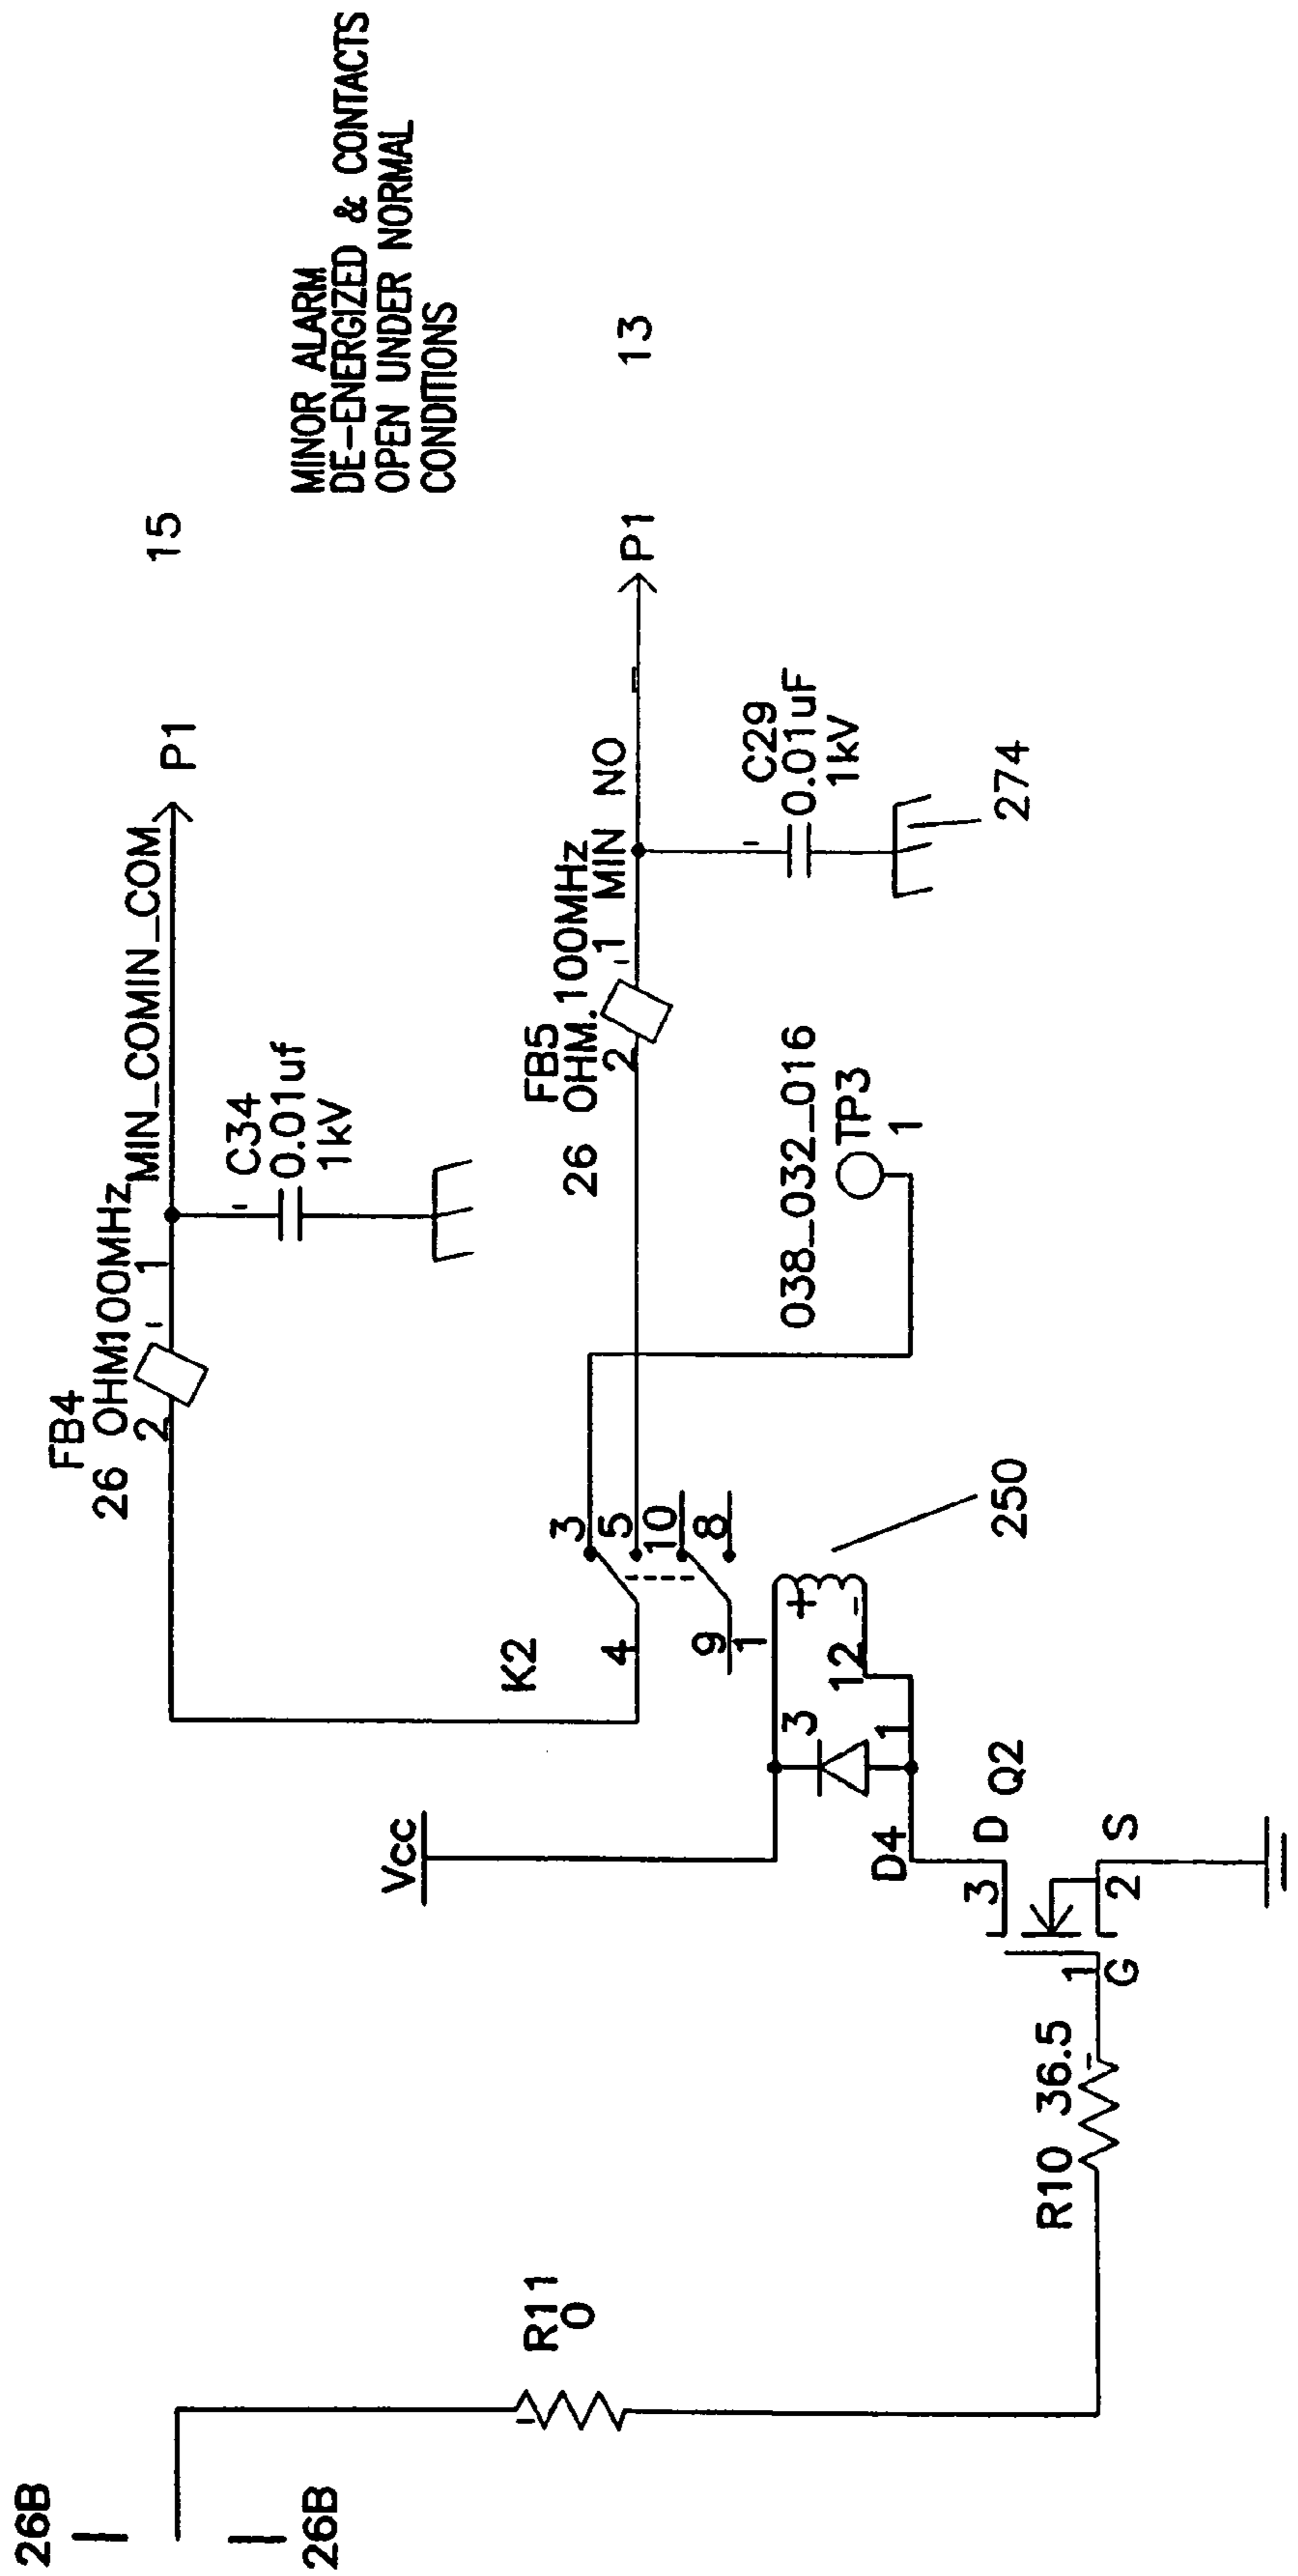 26B
26B
R11
0
R10 36.5
Vcc
D4
3
1
1
G
3
D
Q2
2
S
K2
4
9
1
12
+
-
3
5
10
8
250
FB4
26 OHM100MHz
2
1
MIN_COMIN_COM
P1
15
C34
0.01uf
1kV
FB5
26 OHM. 100MHz
2
1
MIN NO
P1
13
C29
0.01uF
1kV
274
038_032_016
TP3
1
MINOR ALARM
DE-ENERGIZED & CONTACTS
OPEN UNDER NORMAL
CONDITIONS